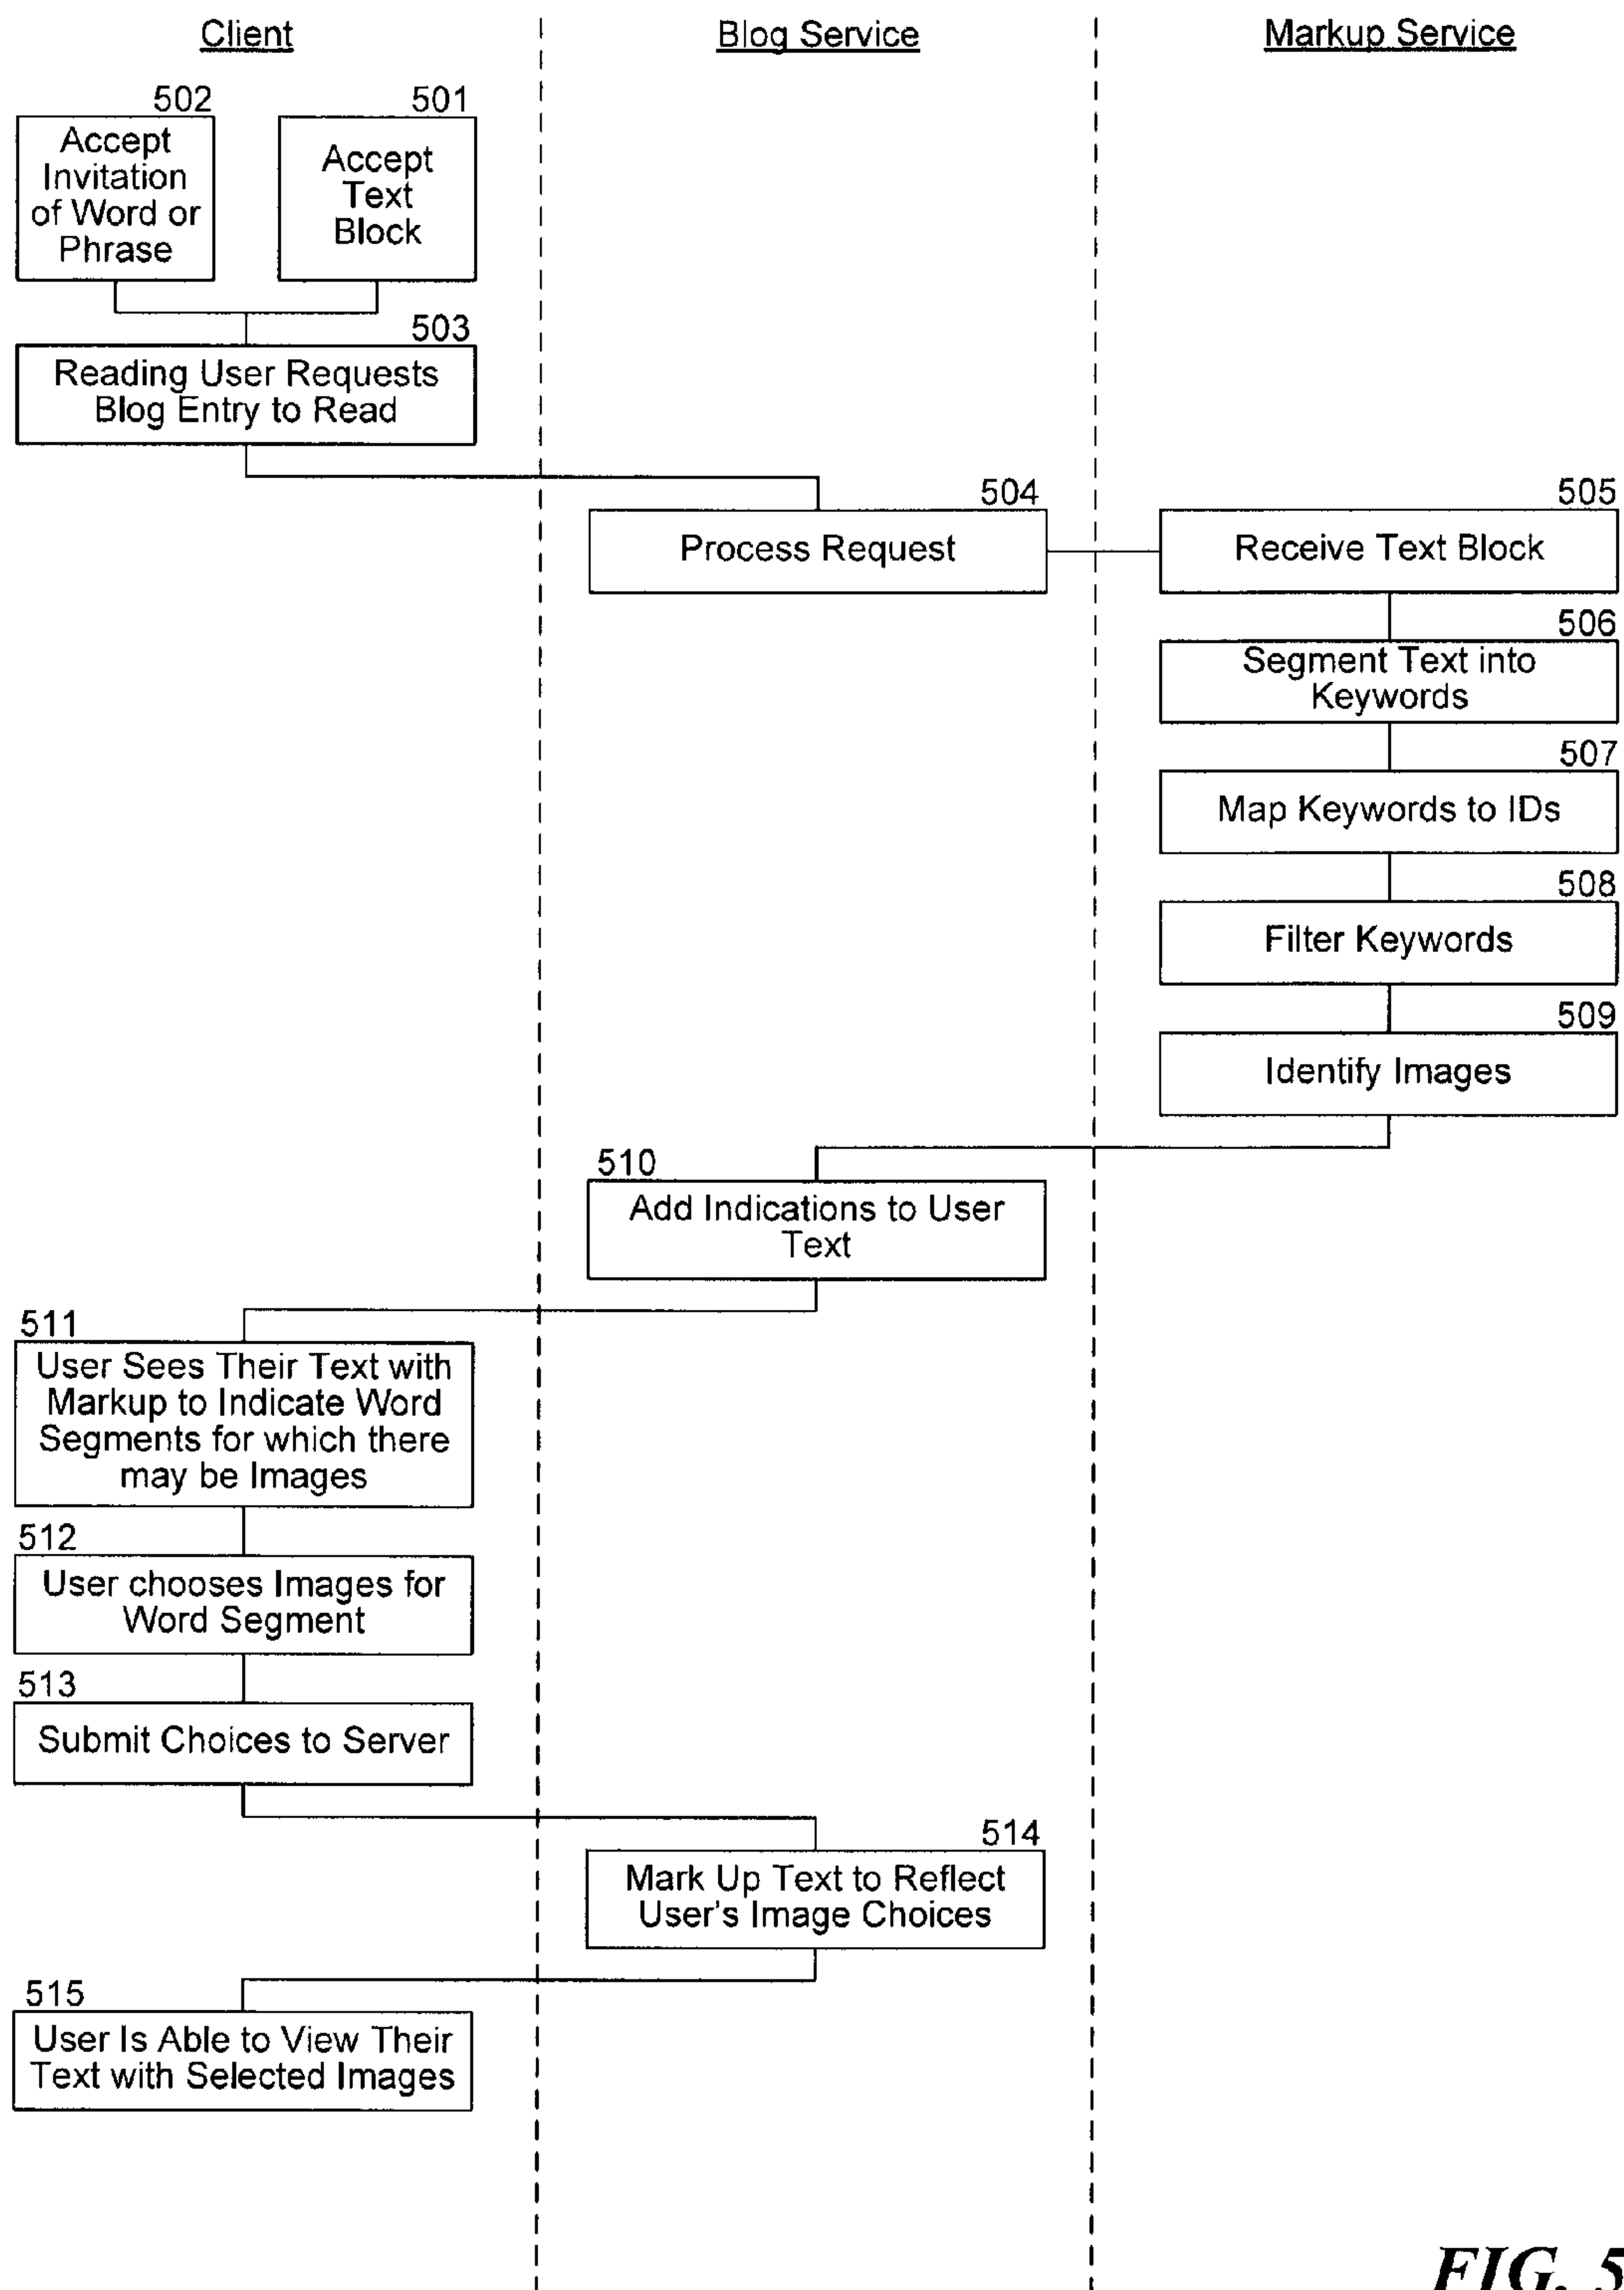 Client
Blog Service
Markup Service
502
501
Accept
Invitation
of Word or
Phrase
Accept
Text
Block
503
Reading User Requests
Blog Entry to Read
504
Process Request
505
Receive Text Block
506
Segment Text into
Keywords
507
Map Keywords to IDs
508
Filter Keywords
509
Identify Images
510
Add Indications to User
Text
511
User Sees Their Text with
Markup to Indicate Word
Segments for which there
may be Images
512
User chooses Images for
Word Segment
513
Submit Choices to Server
514
Mark Up Text to Reflect
User's Image Choices
515
User Is Able to View Their
Text with Selected Images
FIG. 5